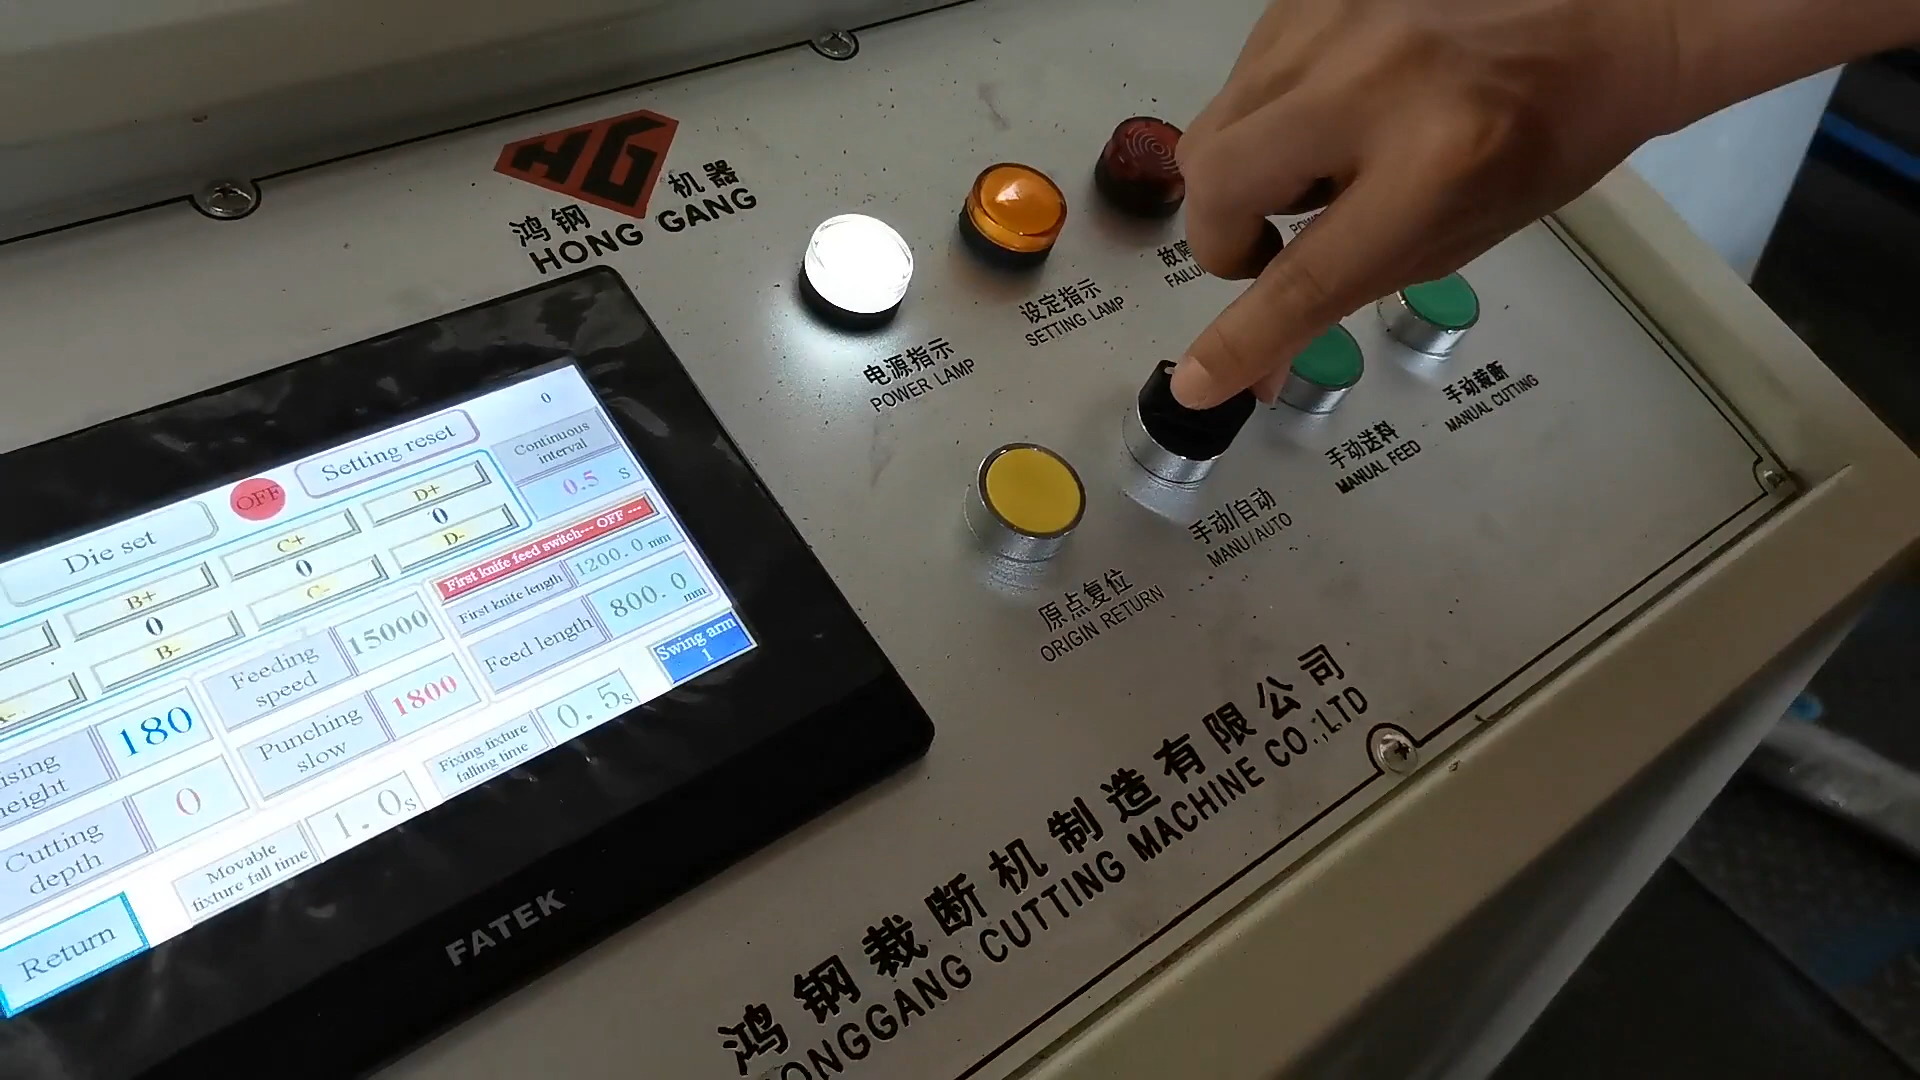 HG
鸿钢 机器
HONG GANG
电源指示
POWER LAMP
设定指示
SETTING LAMP
手动/自动
MANU/AUTO
手动送料
MANUAL FEED
手动裁断
MANUAL CUTTING
原点复位
ORIGIN RETURN
Die set
OFF
Setting reset
0
Continuous
interval
0.5 S
B+
0
B-
C+
0
C-
D+
0
D-
First knife feed switch--- OFF ---
First knife length
1200.0 mm
Feed length
800.0 mm
Swing arm
1
180
Feeding
speed
15000
Punching
slow
1800
Cutting
depth
0
Fixing fixture
falling time
0.5s
Movable
fixture fall time
1.0s
Return
FATEK
鸿钢裁断机制造有限公司
CUTTING MACHINE CO.,LTD